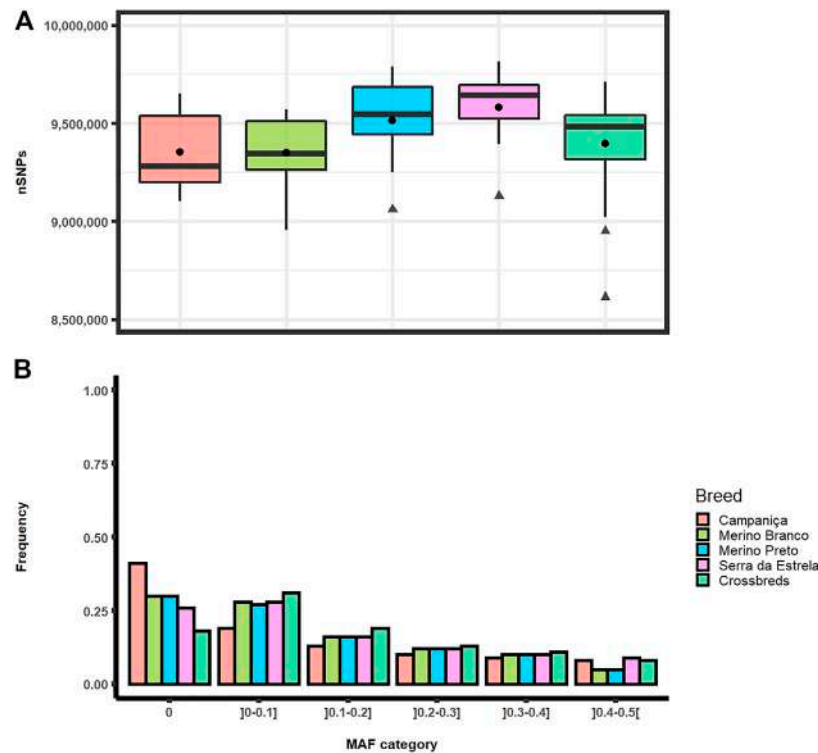 A
10,000,000
9,500,000
9,000,000
8,500,000
nSNPs
B
1.00
0.75
0.50
0.25
0.00
Frequency
0 ]0-0.1] ]0.1-0.2] ]0.2-0.3] ]0.3-0.4] ]0.4-0.5[
MAF category
Breed
Campaniça
Merino Branco
Merino Preto
Serra da Estrela
Crossbreds